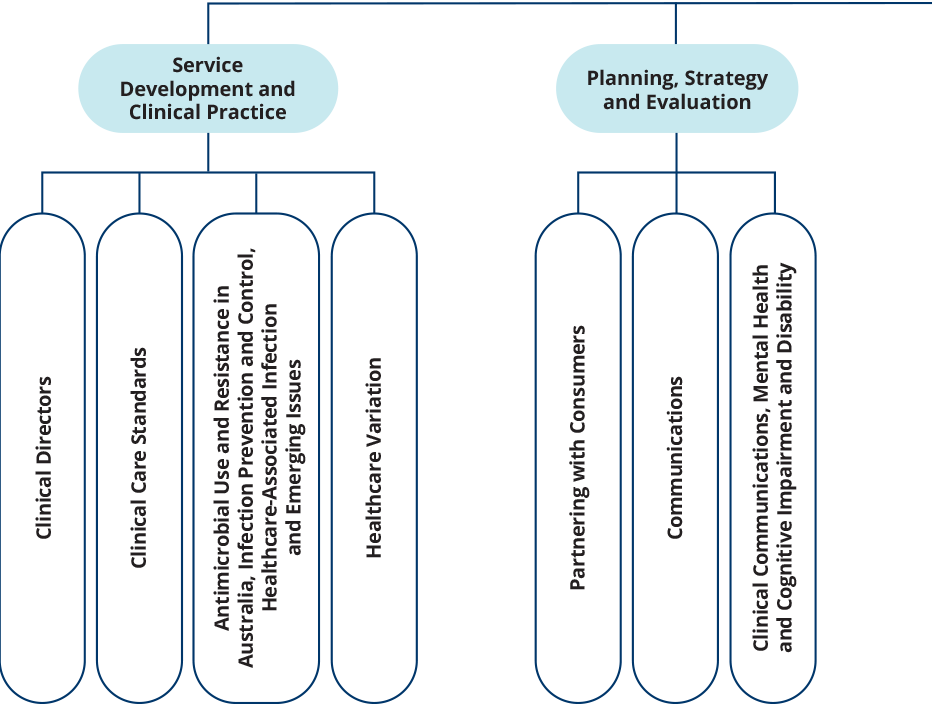 Service
Development and
Clinical Practice
Planning, Strategy
and Evaluation
Clinical Directors
Clinical Care Standards
Antimicrobial Use and Resistance in
Australia, Infection Prevention and Control,
Healthcare-Associated Infection
and Emerging Issues
Healthcare Variation
Partnering with Consumers
Communications
Clinical Communications, Mental Health
and Cognitive Impairment and Disability